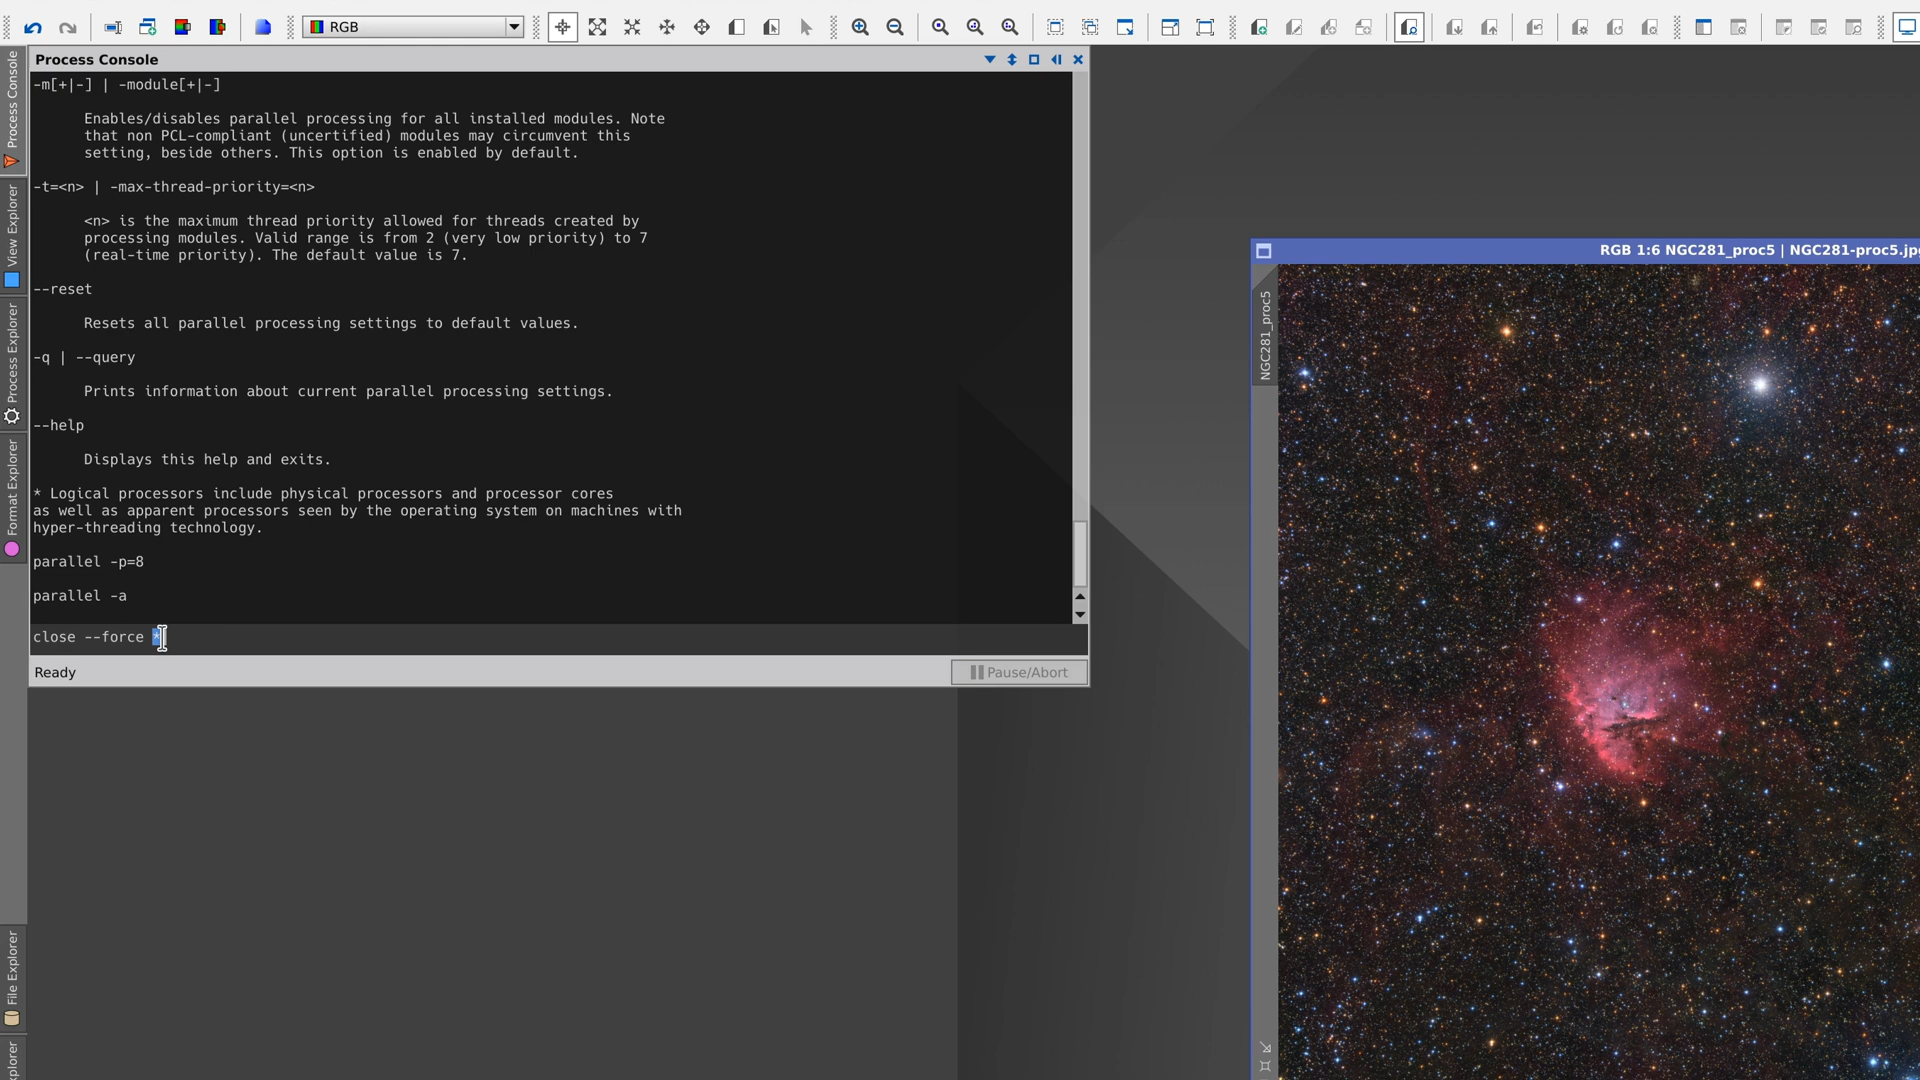 RGB
Process Console
-m[+|-] | -module[+|-]
Enables/disables parallel processing for all installed modules. Note
that non PCL-compliant (uncertified) modules may circumvent this
setting, beside others. This option is enabled by default.
-t=<n> | -max-thread-priority=<n>
<n> is the maximum thread priority allowed for threads created by
processing modules. Valid range is from 2 (very low priority) to 7
(real-time priority). The default value is 7.
--reset
Resets all parallel processing settings to default values.
-q | --query
Prints information about current parallel processing settings.
--help
Displays this help and exits.
* Logical processors include physical processors and processor cores
as well as apparent processors seen by the operating system on machines with
hyper-threading technology.
parallel -p=8
parallel -a
close --force *
Ready
Pause/Abort
Process Console
View Explorer
Process Explorer
Format Explorer
File Explorer
xplorer
RGB 1:6 NGC281_proc5 | NGC281-proc5.jpg
NGC281_proc5